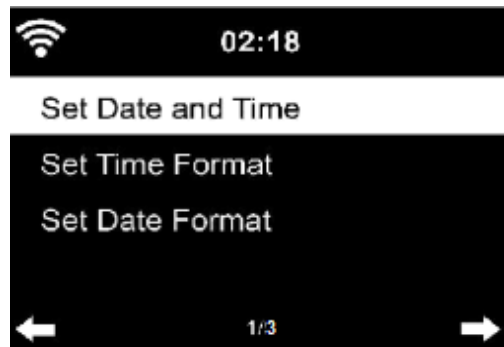 02:18
Set Date and Time
Set Time Format
Set Date Format
1/3